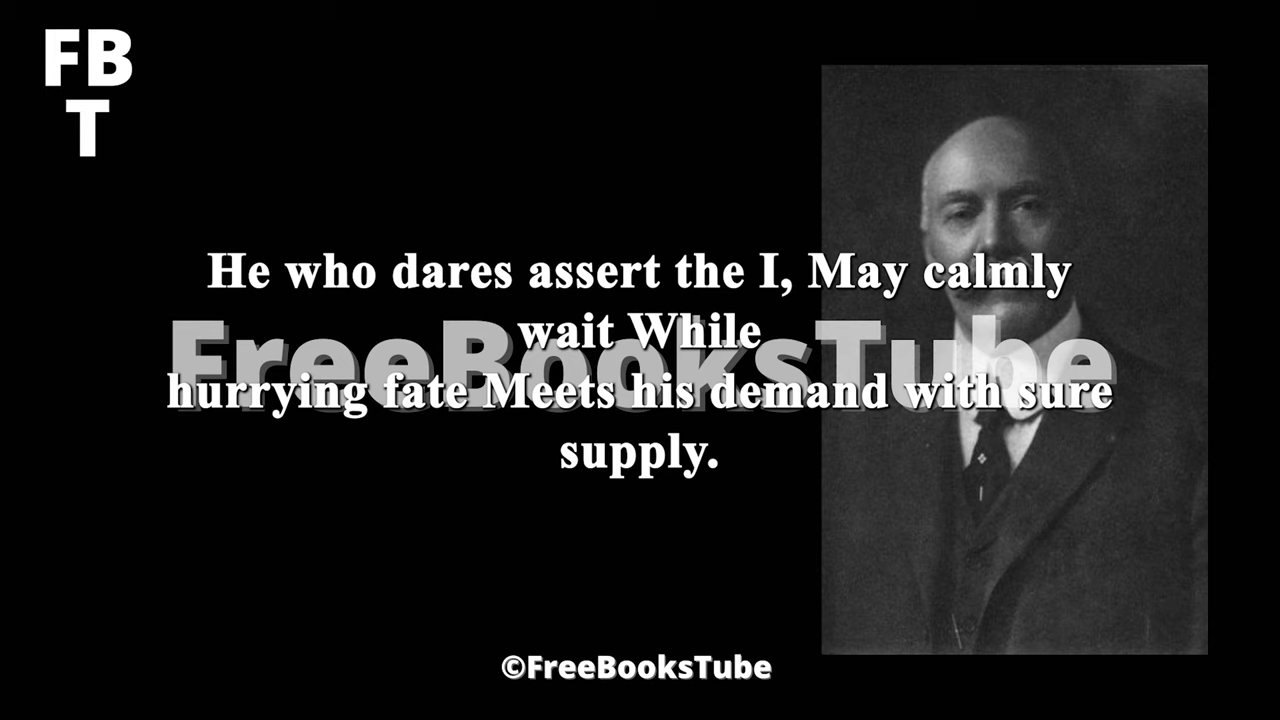 FB
T
He who dares assert the I, May calmly
wait While
FreeBooksTube
hurrying fate Meets his demand with sure
supply.
©FreeBooksTube